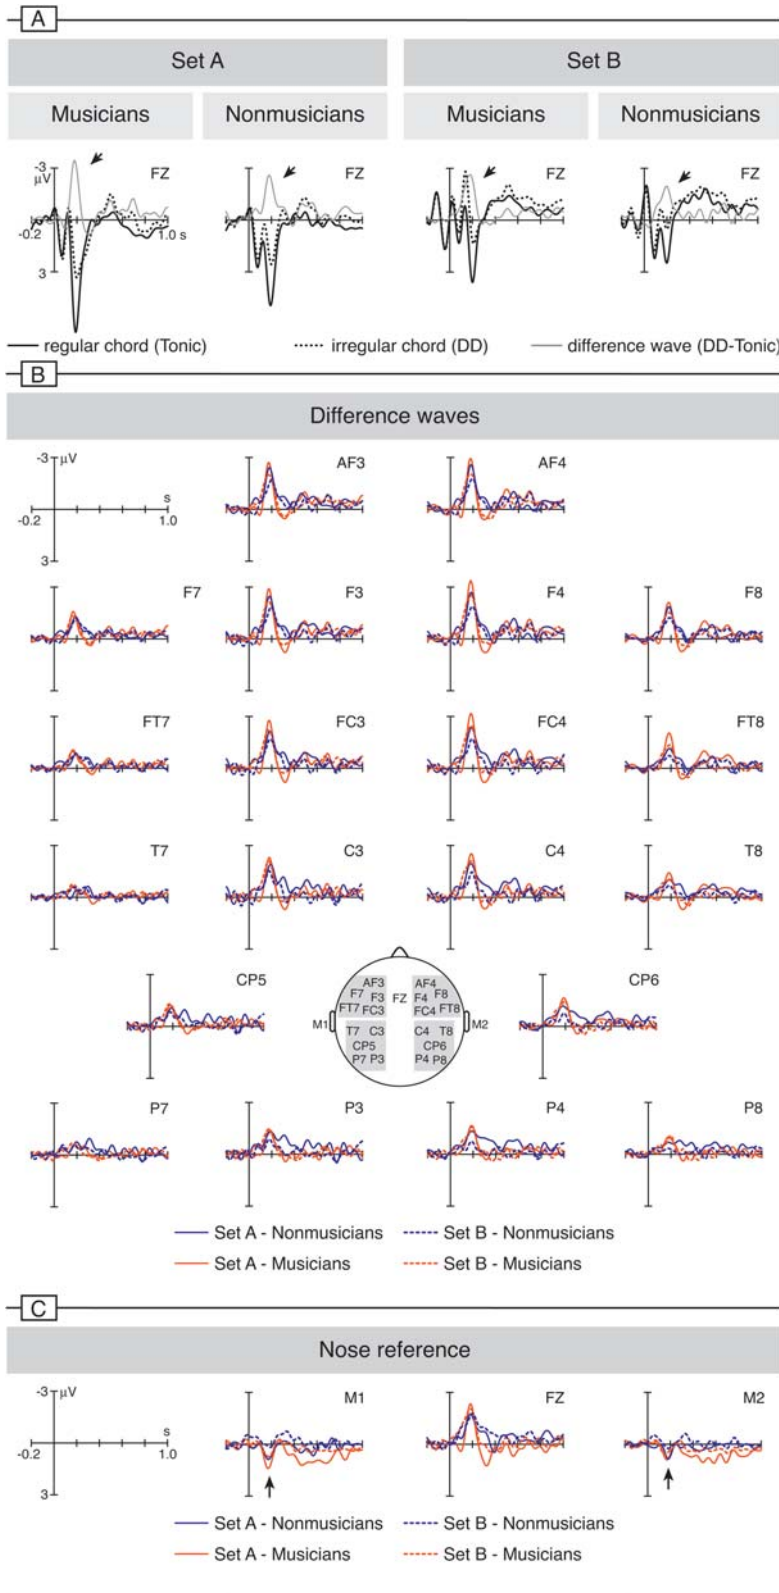 A
Set A Set B
Musicians Nonmusicians Musicians Nonmusicians
-3
μV FZ FZ FZ FZ
-0.2 1.0 s
3
regular chord (Tonic) irregular chord (DD) difference wave (DD-Tonic)
B
Difference waves
-3 μV AF3 AF4
s
-0.2 1.0
3
F7 F3 F4 F8
FT7 FC3 FC4 FT8
T7 C3 C4 T8
CP5 CP6
AF3 AF4
F7 F3 FZ F4 F8
FT7 FC3 FC4 FT8
M1 M2
T7 C3 C4 T8
CP5 CP6
P7 P3 P4 P8
P7 P3 P4 P8
Set A - Nonmusicians Set B - Nonmusicians
Set A - Musicians Set B - Musicians
C
Nose reference
-3 μV M1 FZ M2
s
-0.2 1.0
3
Set A - Nonmusicians Set B - Nonmusicians
Set A - Musicians Set B - Musicians